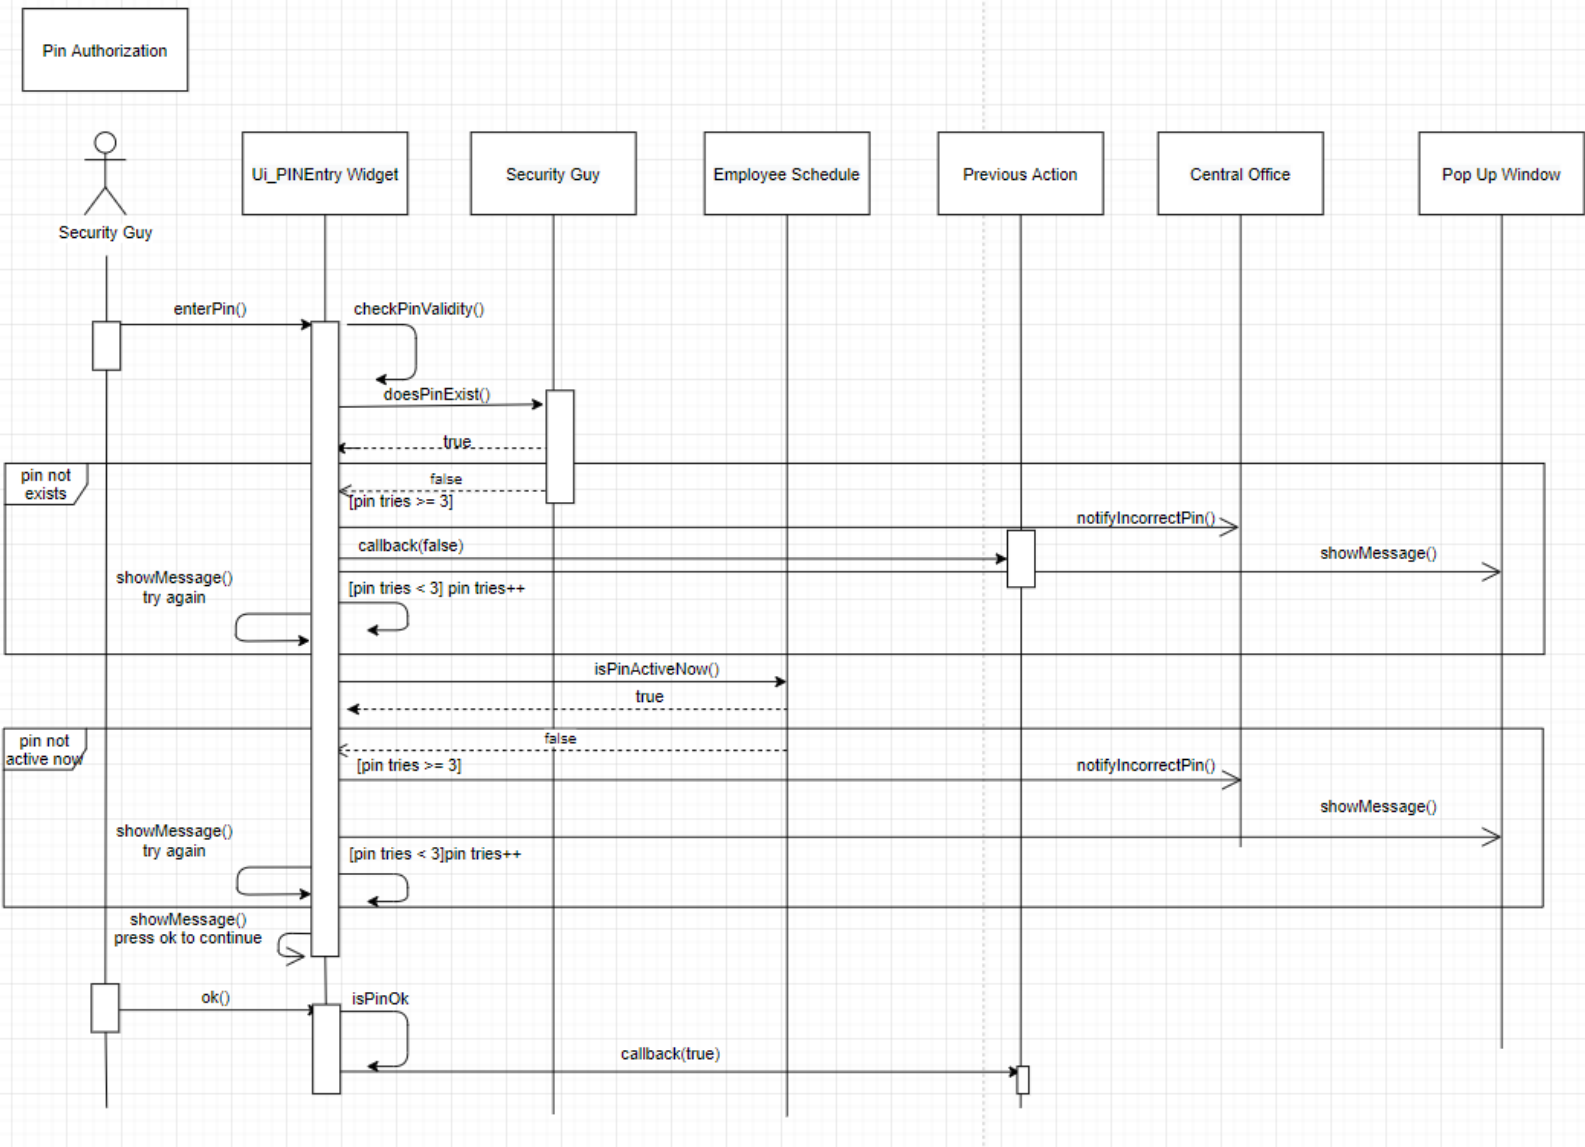 Pin Authorization
Security Guy
Ui_PINEntry Widget
Security Guy
Employee Schedule
Previous Action
Central Office
Pop Up Window
enterPin()
checkPinValidity()
doesPinExist()
true
pin not
exists
false
[pin tries >= 3]
notifyIncorrectPin()
callback(false)
showMessage()
showMessage()
try again
[pin tries < 3] pin tries++
isPinActiveNow()
true
pin not
active now
false
[pin tries >= 3]
notifyIncorrectPin()
showMessage()
showMessage()
try again
[pin tries < 3]pin tries++
showMessage()
press ok to continue
ok()
isPinOk
callback(true)